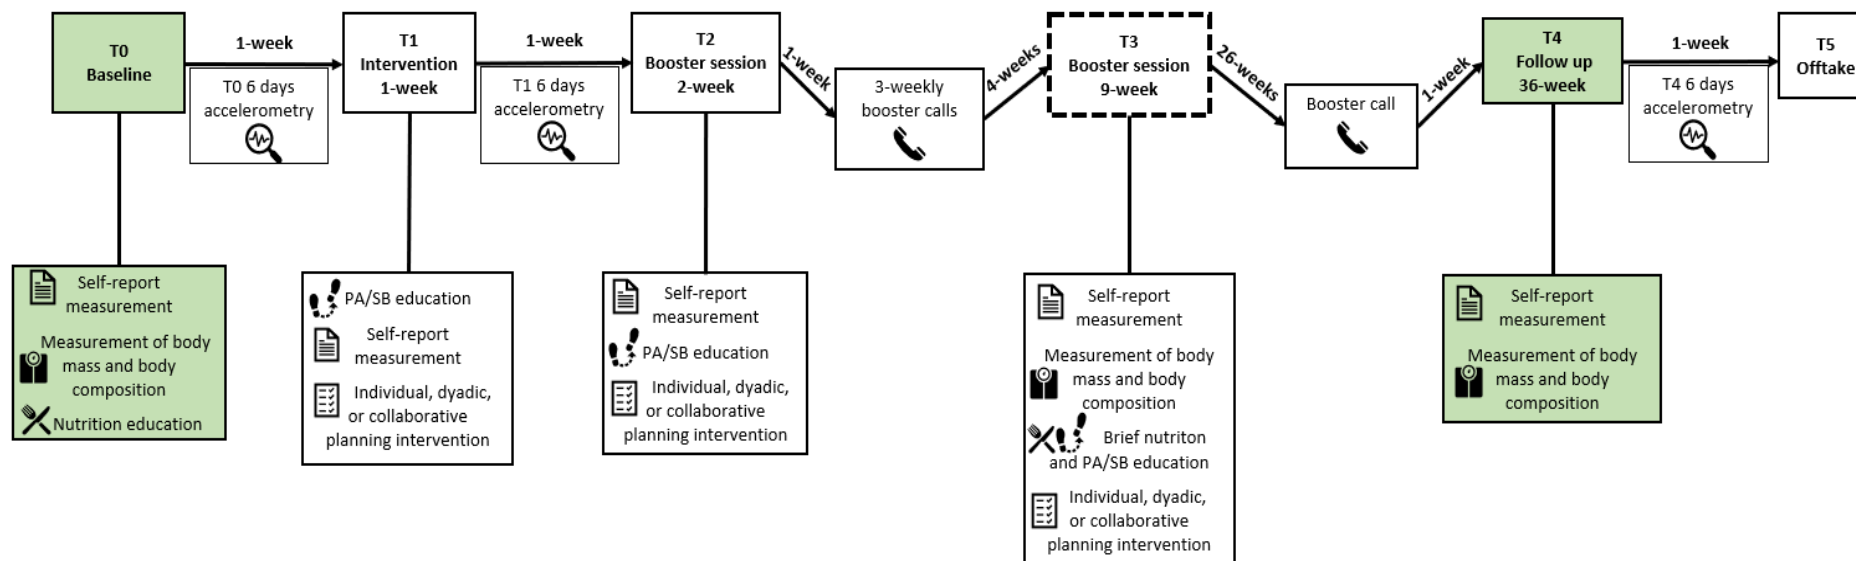 T0
Baseline
1-week
T0 6 days
accelerometry
T1
Intervention
1-week
1-week
T1 6 days
accelerometry
T2
Booster session
2-week
1-week
3-weekly
booster calls
4-weeks
T3
Booster session
9-week
26-weeks
Booster call
1-week
T4
Follow up
36-week
1-week
T4 6 days
accelerometry
T5
Offtake
Self-report
measurement
Measurement of body
mass and body
composition
Nutrition education
PA/SB education
Self-report
measurement
Individual, dyadic,
or collaborative
planning intervention
Self-report
measurement
PA/SB education
Individual, dyadic,
or collaborative
planning intervention
Self-report
measurement
Measurement of body
mass and body
composition
Brief nutriton
and PA/SB education
Individual, dyadic,
or collaborative
planning intervention
Self-report
measurement
Measurement of body
mass and body
composition